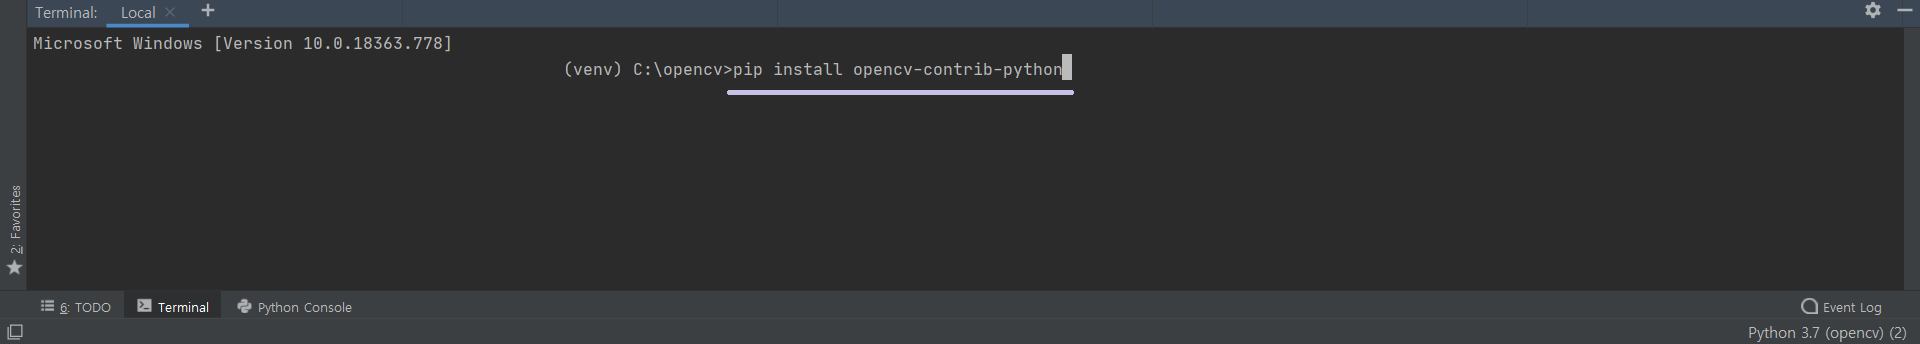 Terminal: Local × +
Microsoft Windows [Version 10.0.18363.778]
(venv) C:\opencv>pip install opencv-contrib-python
2: Favorites
6: TODO Terminal Python Console Event Log
Python 3.7 (opencv) (2)